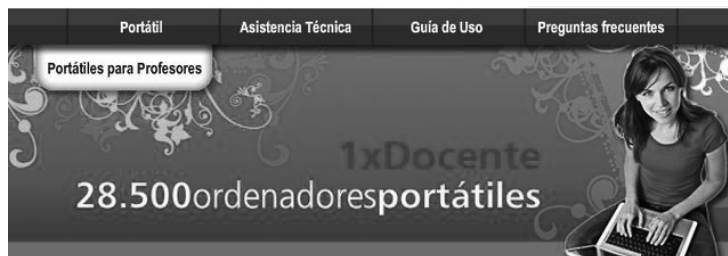 Portátil Asistencia Técnica Guía de Uso Preguntas frecuentes
Portátiles para Profesores
1xDocente
28.500ordenadoresportátiles